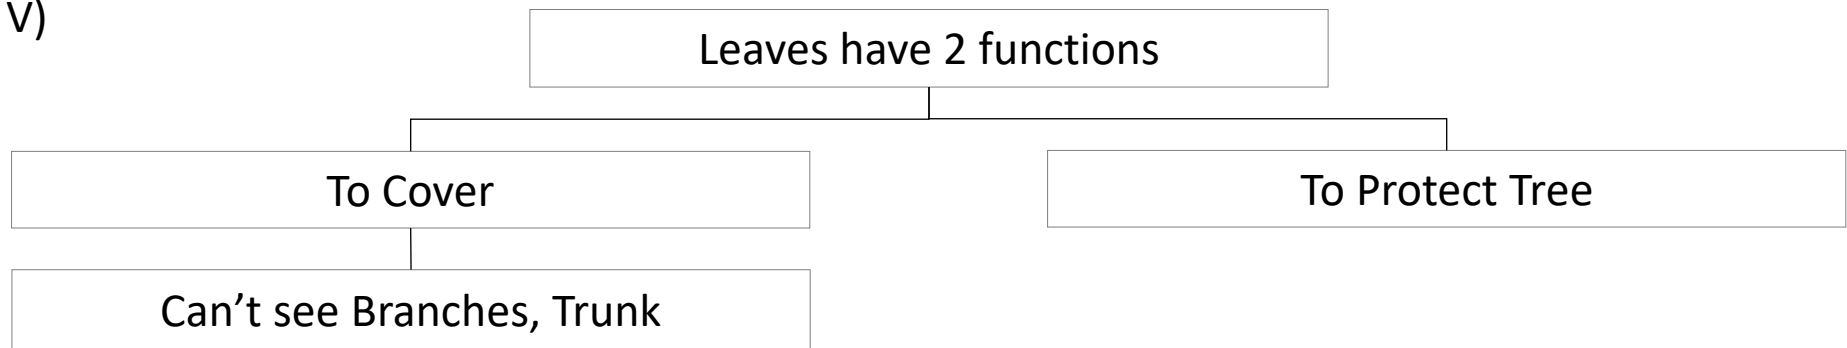 V)
Leaves have 2 functions
To Cover
To Protect Tree
Can’t see Branches, Trunk